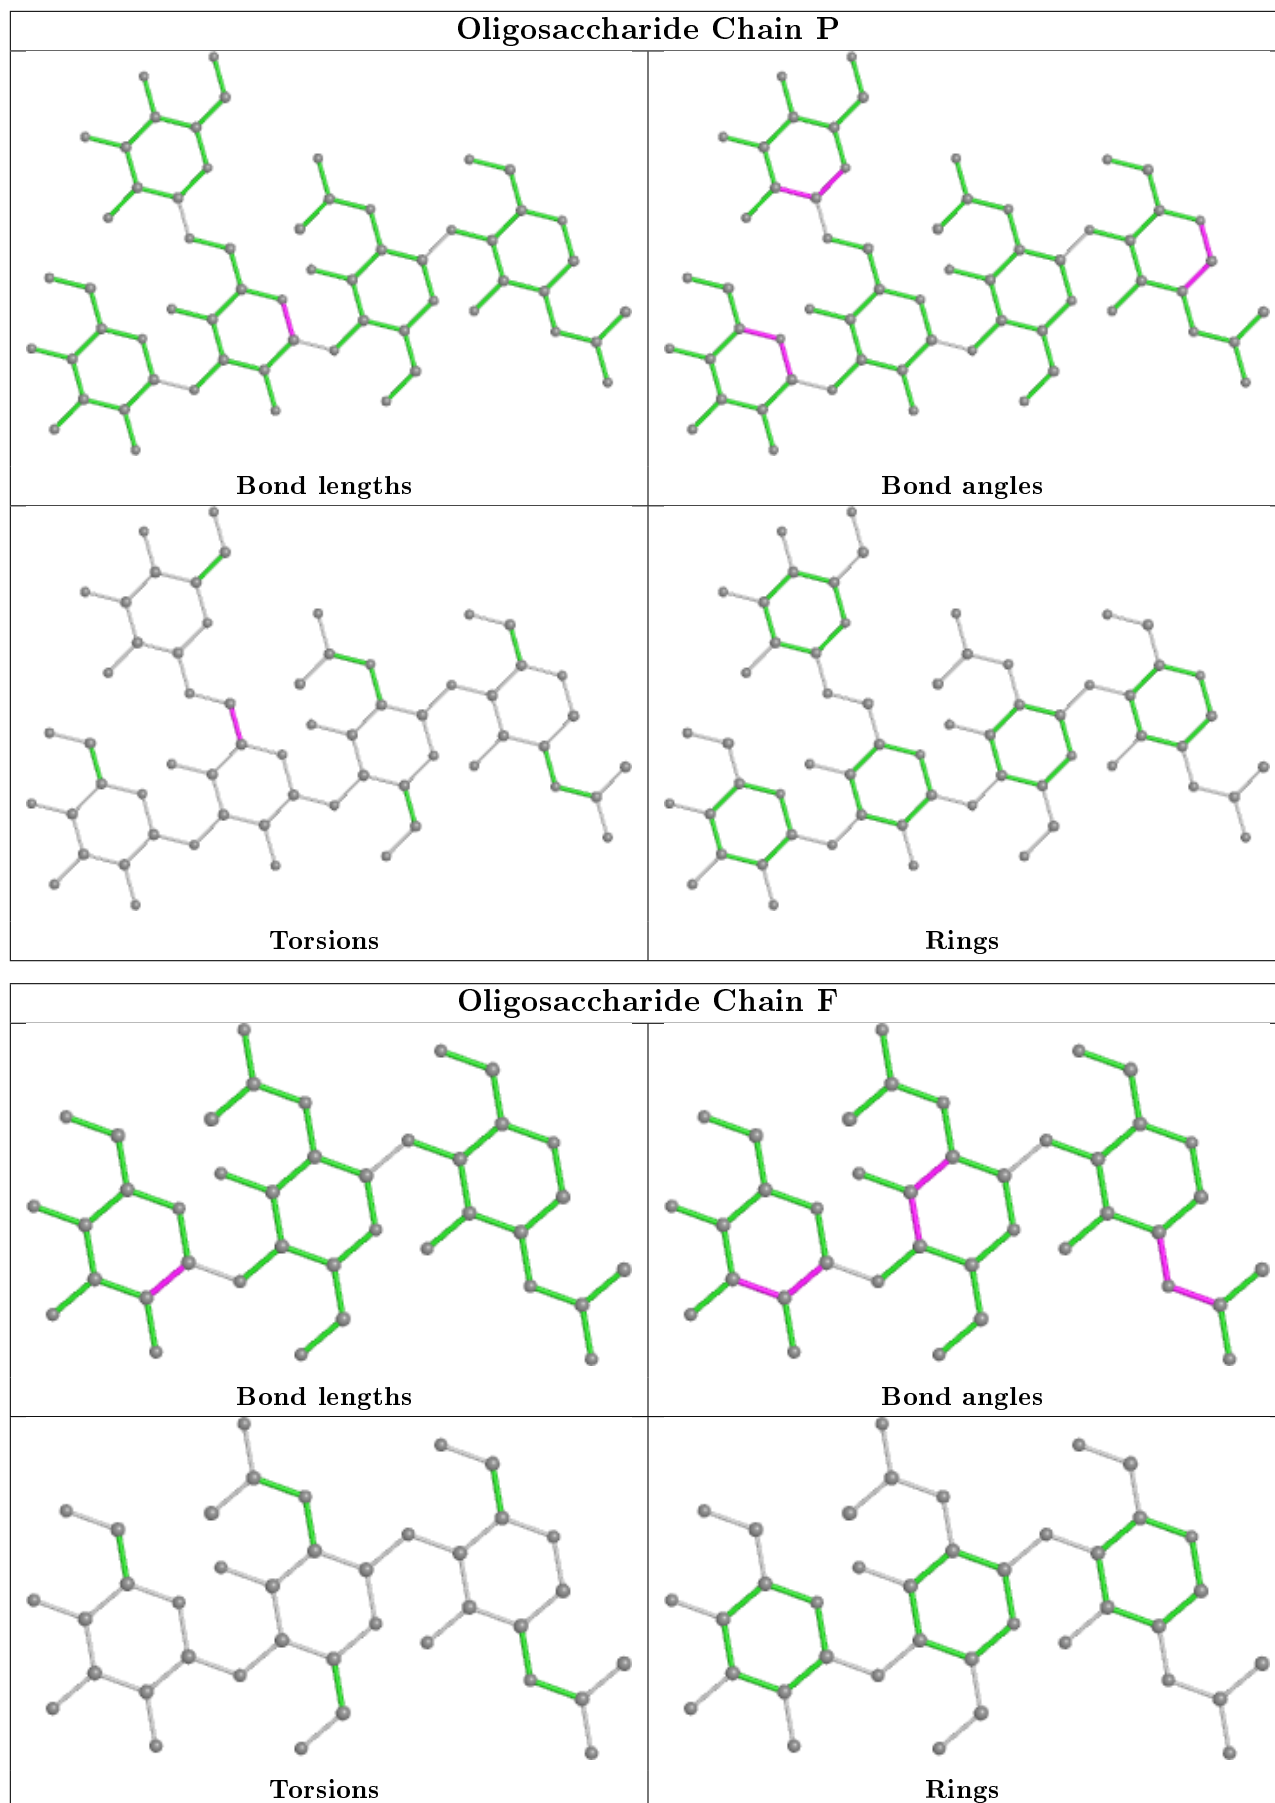 Oligosaccharide Chain P
Bond lengths
Bond angles
Torsions
Rings
Oligosaccharide Chain F
Bond lengths
Bond angles
Torsions
Rings